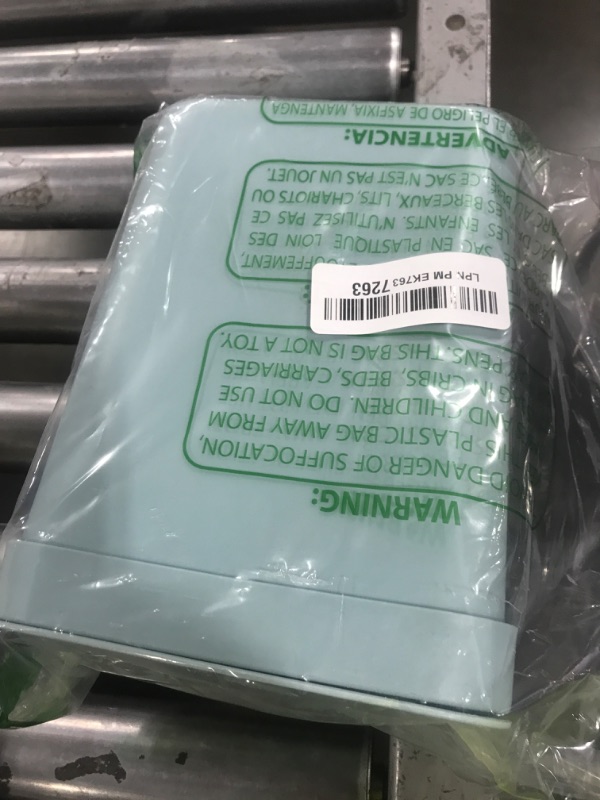 WARNING:
D DANGER OF SUFFOCATION,
PLASTIC BAG AWAY FROM
AND CHILDREN. DO NOT USE
IN CRIBS, BEDS, CARRIAGES
PENS. THIS BAG IS NOT A TOY.
LPN PM EK763 7263
OUFFEMENT,
EN PLASTIQUE LOIN DES
LES ENFANTS. N'UTILISEZ PAS CE
LES BERCEAUX, LITS, CHARIOTS OU
CE SAC N'EST PAS UN JOUET.
ADVERTENCIA:
EL PELIGRO DE ASFIXIA, MANTENGA